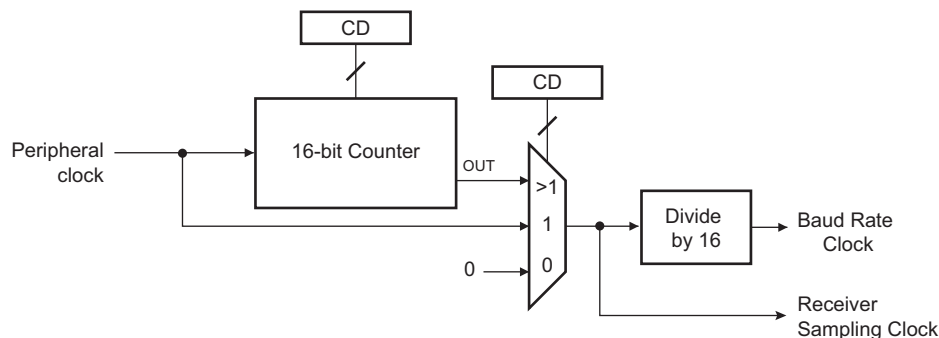 CD
CD
Peripheral
clock
16-bit Counter
OUT
>1
1
0
0
Divide
by 16
Baud Rate
Clock
Receiver
Sampling Clock